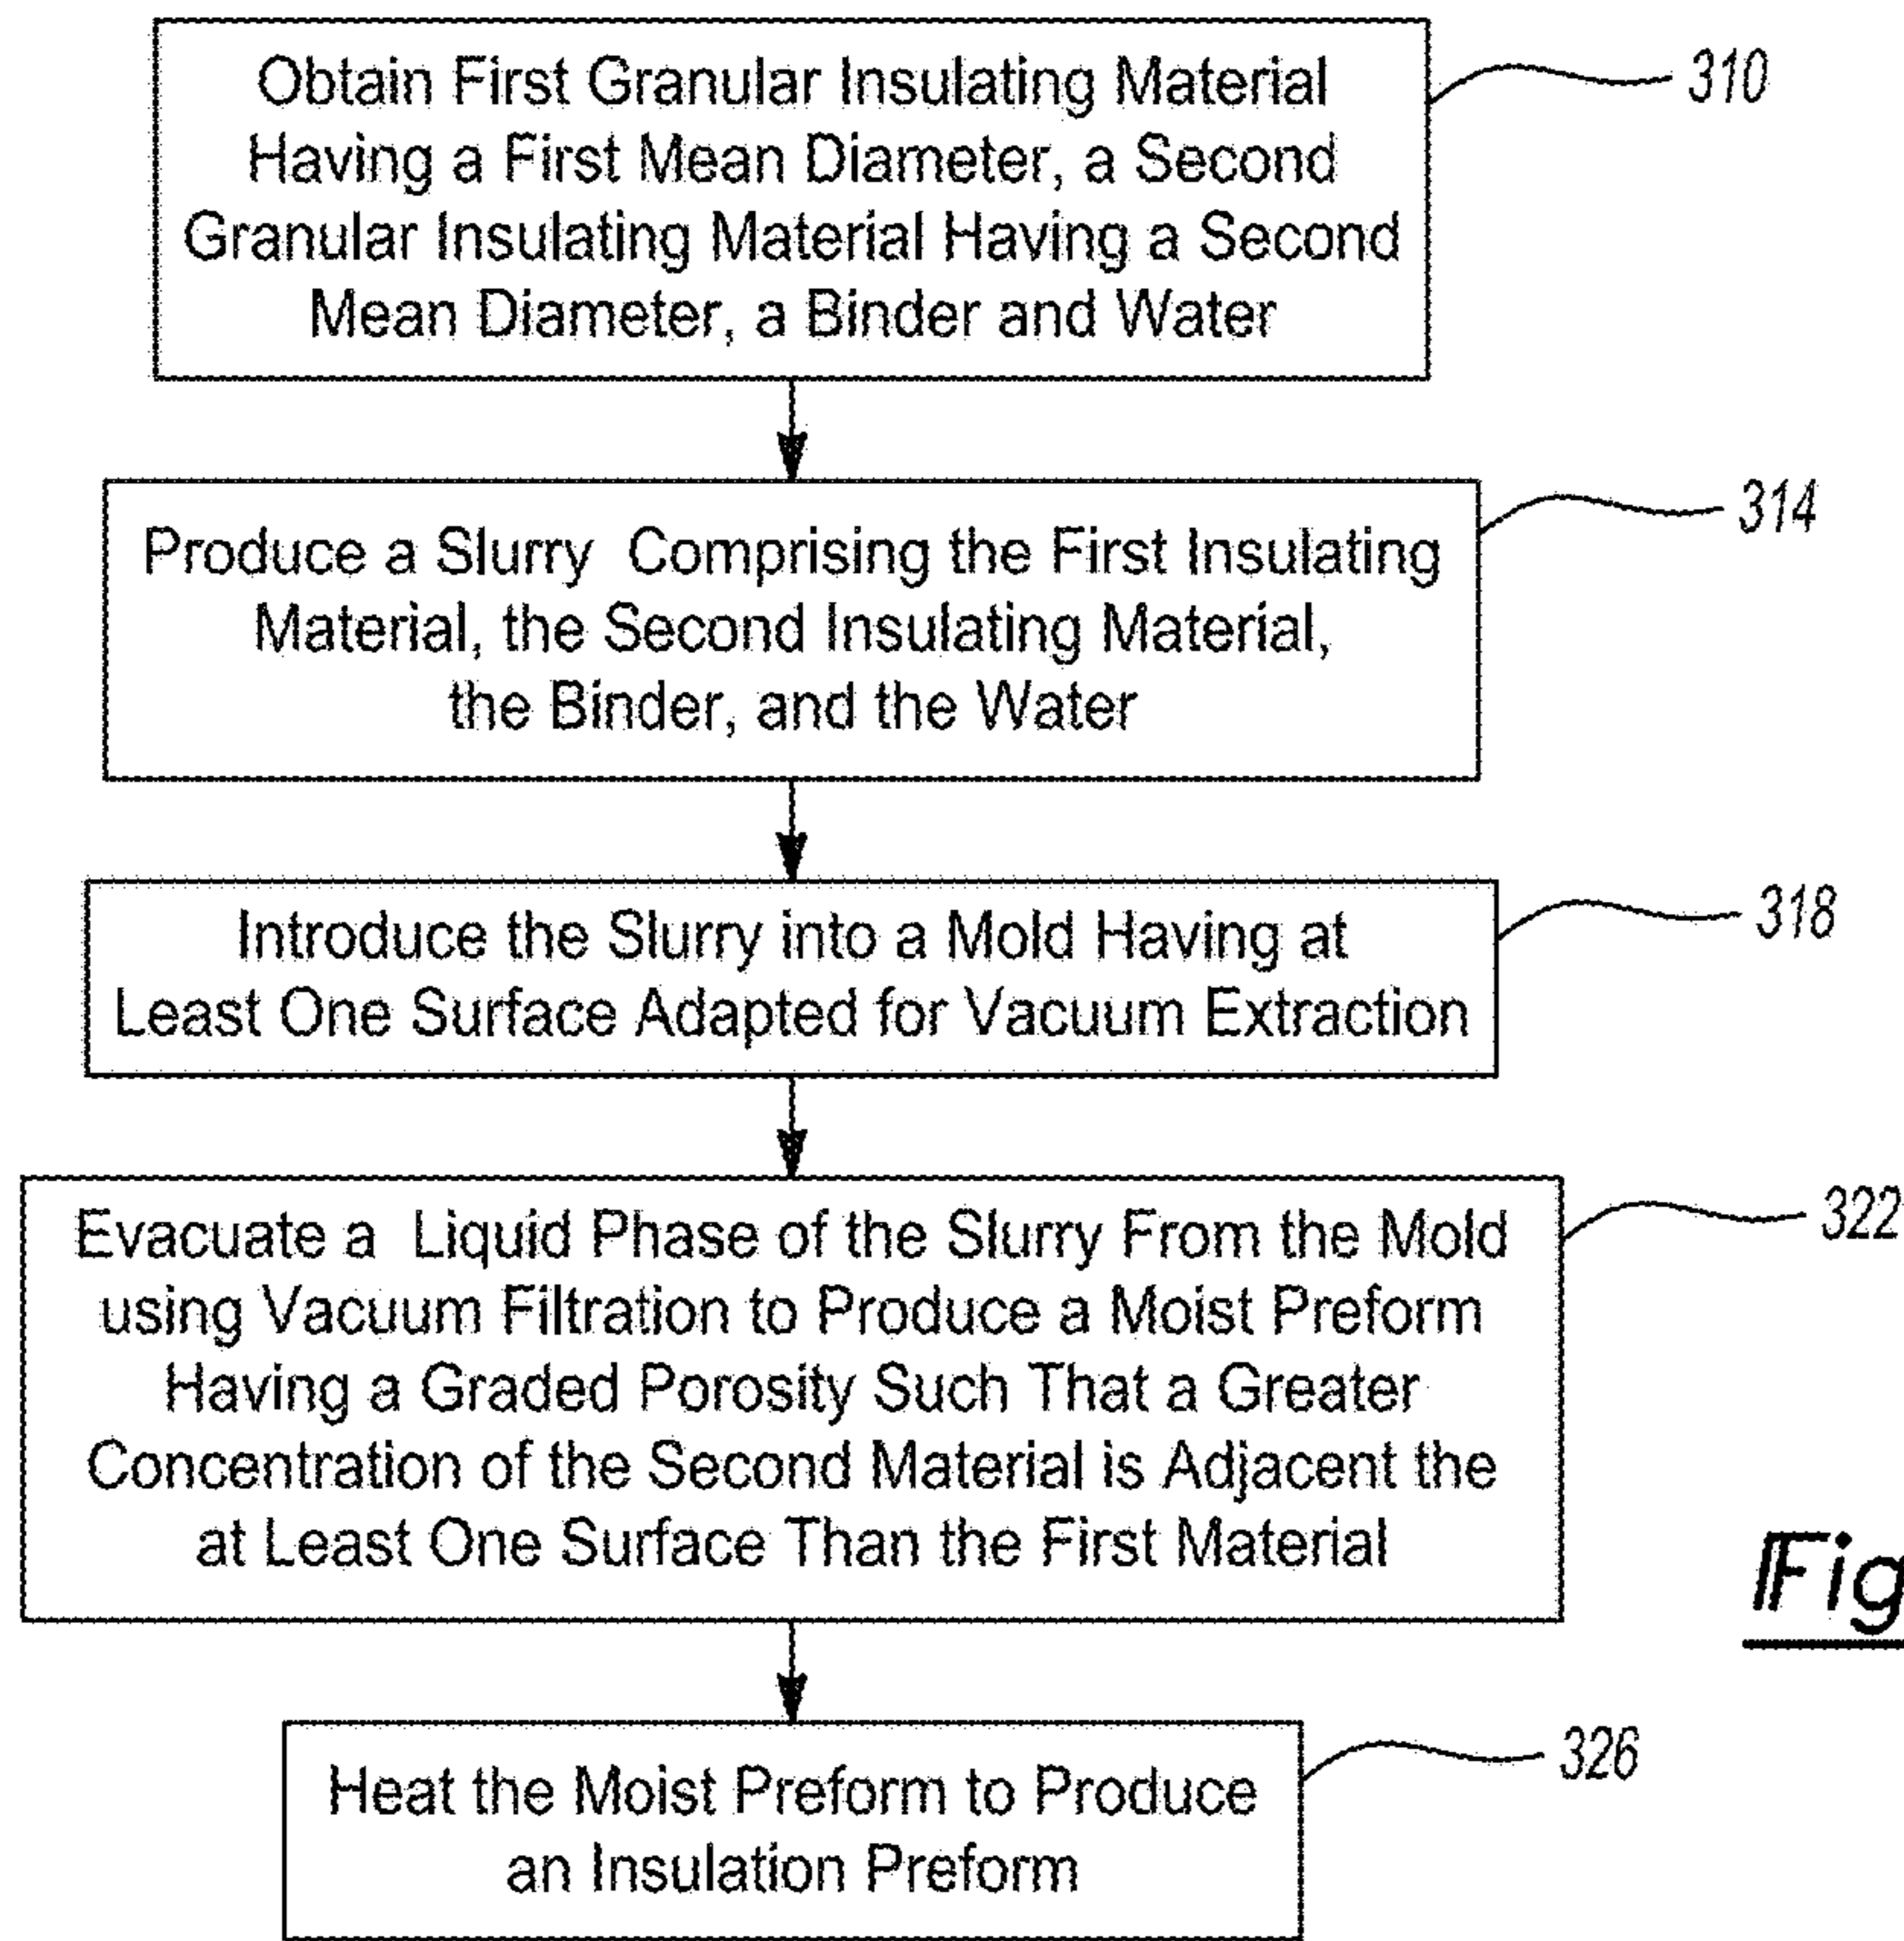 Obtain First Granular Insulating Material
Having a First Mean Diameter, a Second
Granular Insulating Material Having a Second
Mean Diameter, a Binder and Water
310
Produce a Slurry Comprising the First Insulating
Material, the Second Insulating Material,
the Binder, and the Water
314
Introduce the Slurry into a Mold Having at
Least One Surface Adapted for Vacuum Extraction
318
Evacuate a Liquid Phase of the Slurry From the Mold
using Vacuum Filtration to Produce a Moist Preform
Having a Graded Porosity Such That a Greater
Concentration of the Second Material is Adjacent the
at Least One Surface Than the First Material
322
Fig
Heat the Moist Preform to Produce
an Insulation Preform
326